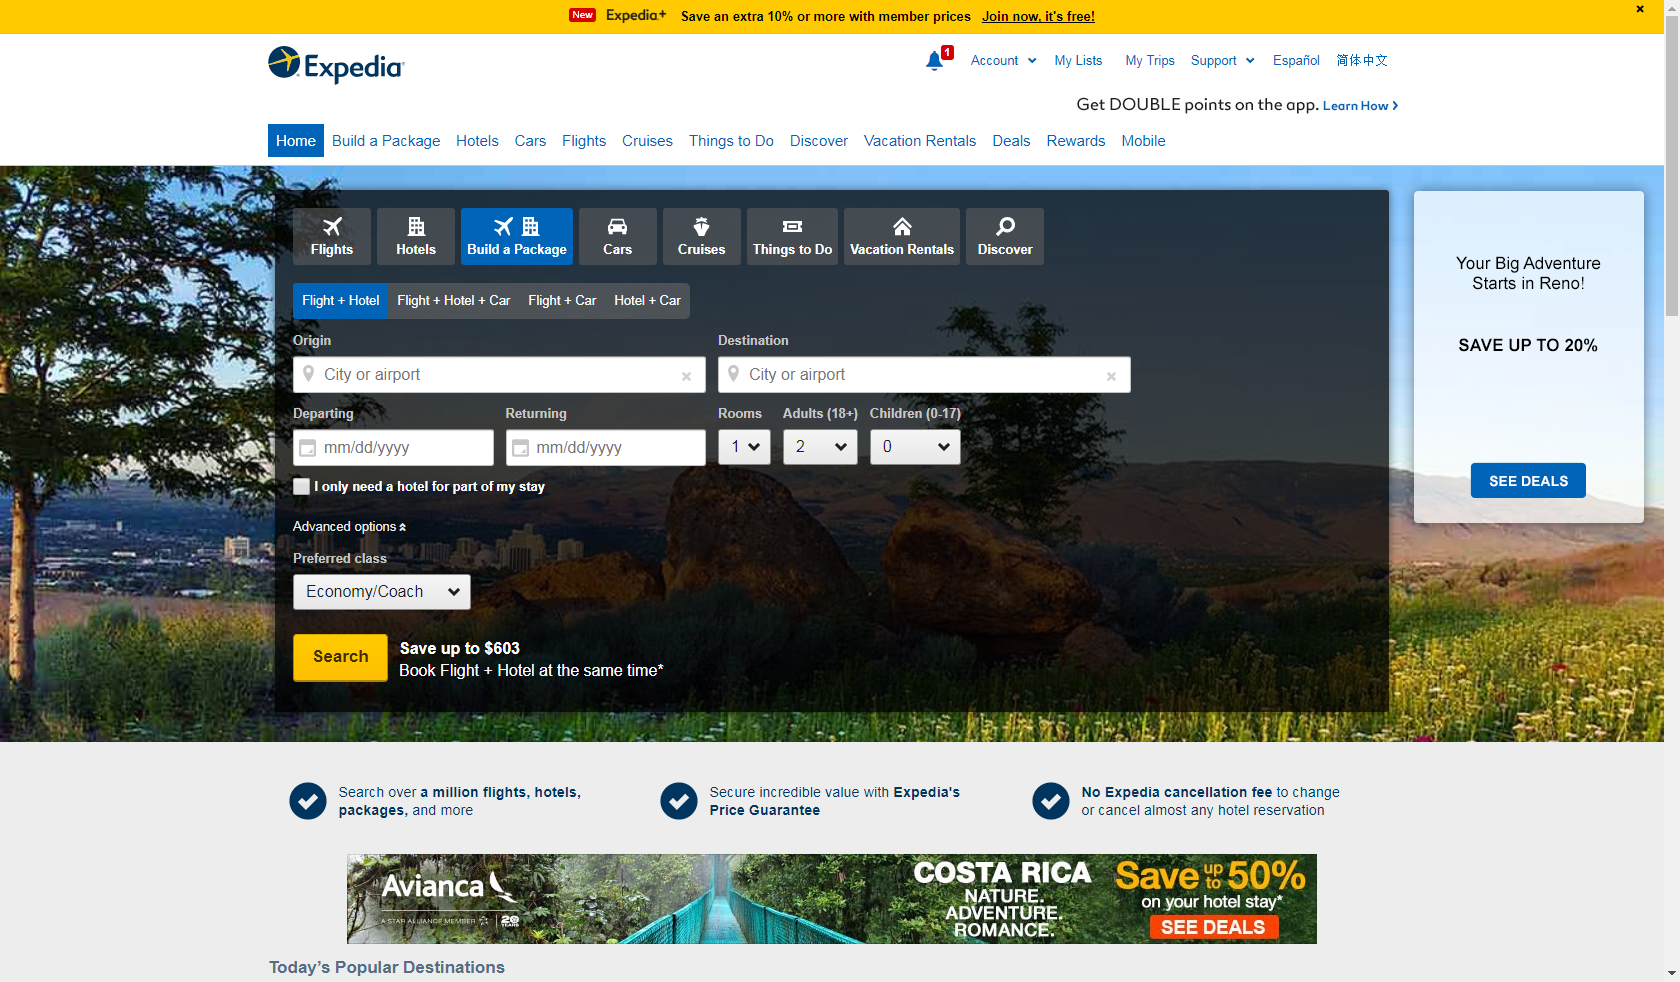 New Expedia+ Save an extra 10% or more with member prices Join now, it's free!
Expedia
1 Account My Lists My Trips Support Español 简体中文
Get DOUBLE points on the app. Learn How
Home Build a Package Hotels Cars Flights Cruises Things to Do Discover Vacation Rentals Deals Rewards Mobile
Flights Hotels Build a Package Cars Cruises Things to Do Vacation Rentals Discover
Flight + Hotel Flight + Hotel + Car Flight + Car Hotel + Car
Origin Destination
City or airport City or airport
Departing Returning Rooms Adults (18+) Children (0-17)
mm/dd/yyyy mm/dd/yyyy 1 2 0
I only need a hotel for part of my stay
Advanced options
Preferred class
Economy/Coach
Search
Save up to $603
Book Flight + Hotel at the same time*
Your Big Adventure
Starts in Reno!
SAVE UP TO 20%
SEE DEALS
Search over a million flights, hotels,
packages, and more
Secure incredible value with Expedia's
Price Guarantee
No Expedia cancellation fee to change
or cancel almost any hotel reservation
Avianca
A STAR ALLIANCE MEMBER
20 YEARS
COSTA RICA
NATURE.
ADVENTURE.
ROMANCE.
Save up to 50%
on your hotel stay*
SEE DEALS
Today's Popular Destinations